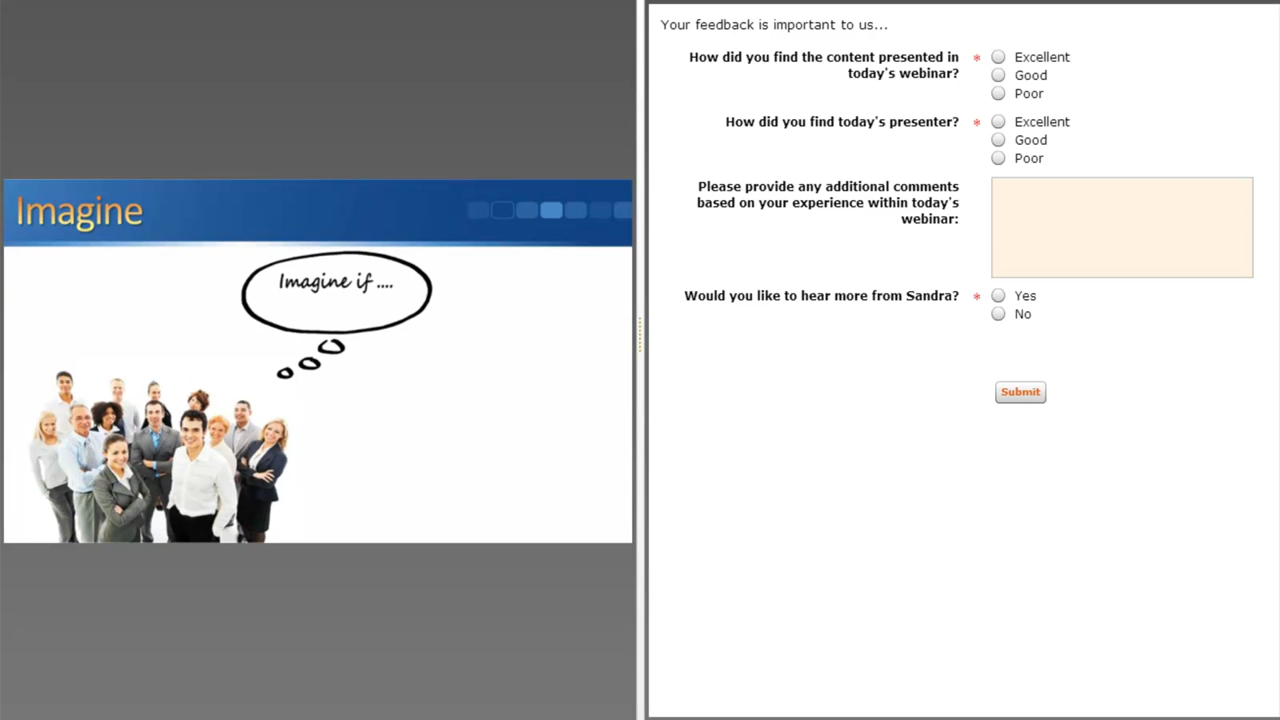 Imagine
Imagine if ....
Your feedback is important to us...
How did you find the content presented in
today's webinar?
*
Excellent
Good
Poor
How did you find today's presenter?
*
Excellent
Good
Poor
Please provide any additional comments
based on your experience within today's
webinar:
Would you like to hear more from Sandra?
*
Yes
No
Submit